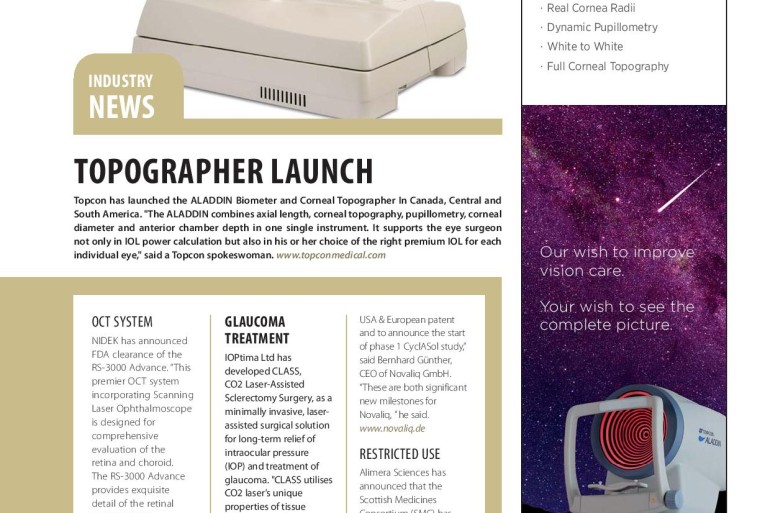 INDUSTRY
NEWS
TOPOGRAPHER LAUNCH
Topcon has launched the ALADDIN Biometer and Corneal Topographer In Canada, Central and
South America. "The ALADDIN combines axial length, corneal topography, pupillometry, corneal
diameter and anterior chamber depth in one single instrument. It supports the eye surgeon
not only in IOL power calculation but also in his or her choice of the right premium IOL for each
individual eye," said a Topcon spokeswoman. www.topconmedical.com
OCT SYSTEM
NIDEK has announced
FDA clearance of the
RS-3000 Advance. "This
premier OCT system
incorporating Scanning
Laser Ophthalmoscope
is designed for
comprehensive
evaluation of the
retina and choroid.
The RS-3000 Advance
provides exquisite
detail of the retinal
GLAUCOMA
TREATMENT
IOPtima Ltd has
developed CLASS,
CO2 Laser-Assisted
Sclerectomy Surgery, as a
minimally invasive, laser-
assisted surgical solution
for long-term relief of
intraocular pressure
(IOP) and treatment of
glaucoma. "CLASS utilises
CO2 laser's unique
properties of tissue
USA & European patent
and to announce the start
of phase 1 CyclASol study,"
said Bernhard Günther,
CEO of Novaliq GmbH.
"These are both significant
new milestones for
Novaliq, "he said.
www.novaliq.de
RESTRICTED USE
Alimera Sciences has
announced that the
Scottish Medicines
Consortium (SMC) has
· Real Cornea Radii
· Dynamic Pupillometry
· White to White
· Full Corneal Topography
Our wish to improve
vision care.
Your wish to see the
complete picture.
TOPCON
ALADDIN